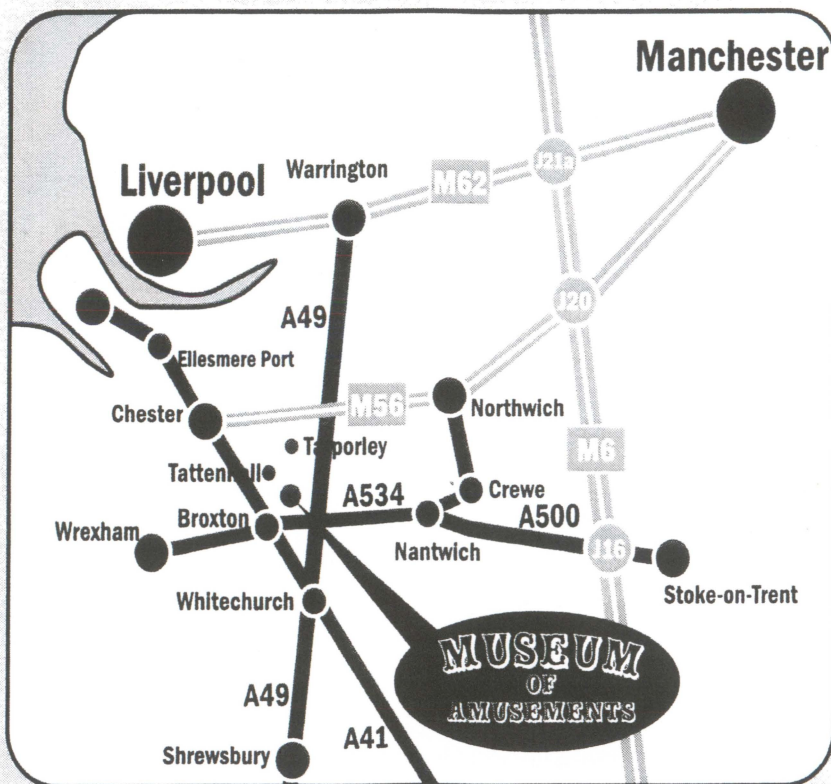 Manchester
J21a
Warrington
M62
Liverpool
J20
A49
Ellesmere Port
M56
Northwich
Chester
Tarporley
M6
Tattenhall
Crewe
A534
A500
Broxton
Wrexham
Nantwich
J16
Stoke-on-Trent
Whitechurch
MUSEUM
OF
AMUSEMENTS
A49
A41
Shrewsbury